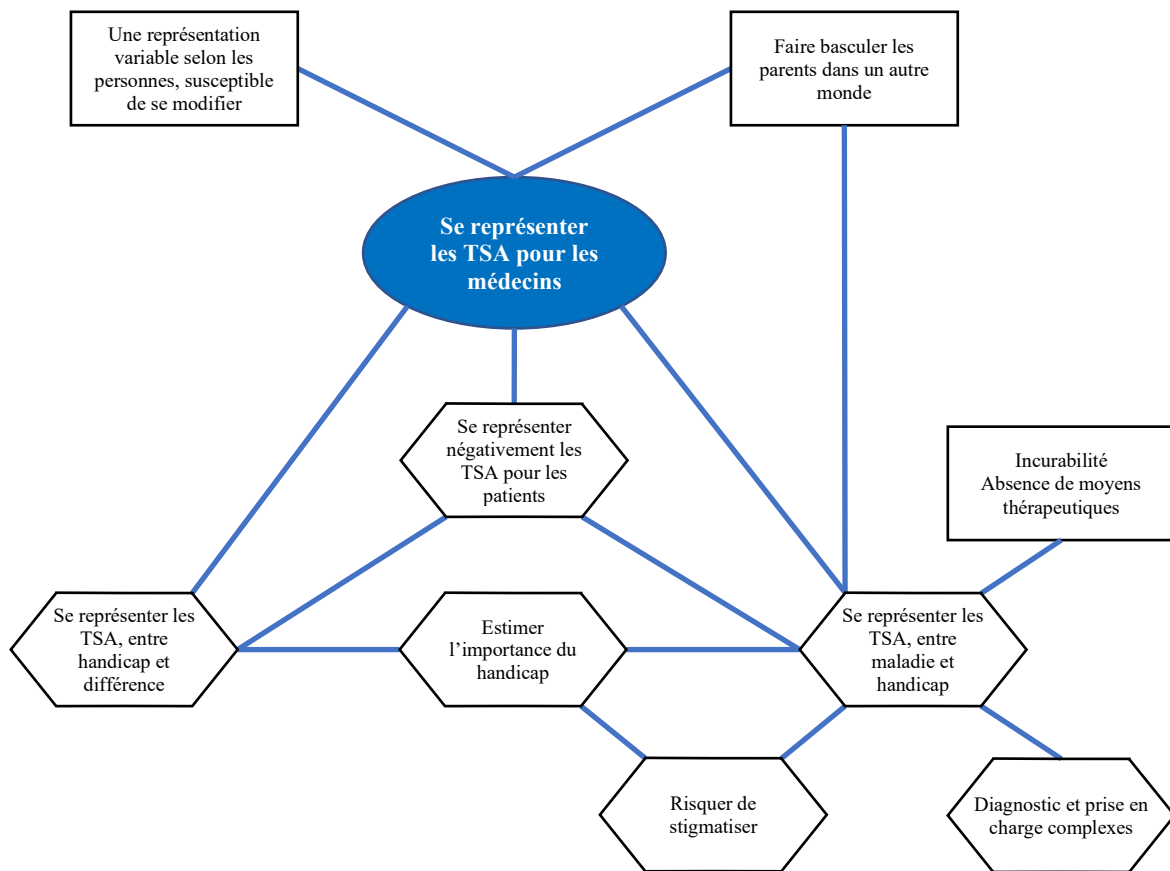 Une représentation
variable selon les
personnes, susceptible
de se modifier
Faire basculer les
parents dans un autre
monde
Se représenter
les TSA pour les
médecins
Se représenter
négativement les
TSA pour les
patients
Incurabilité
Absence de moyens
thérapeutiques
Se représenter les
TSA, entre
handicap et
différence
Estimer
l’importance du
handicap
Se représenter les
TSA, entre
maladie et
handicap
Risquer de
stigmatiser
Diagnostic et prise en
charge complexes